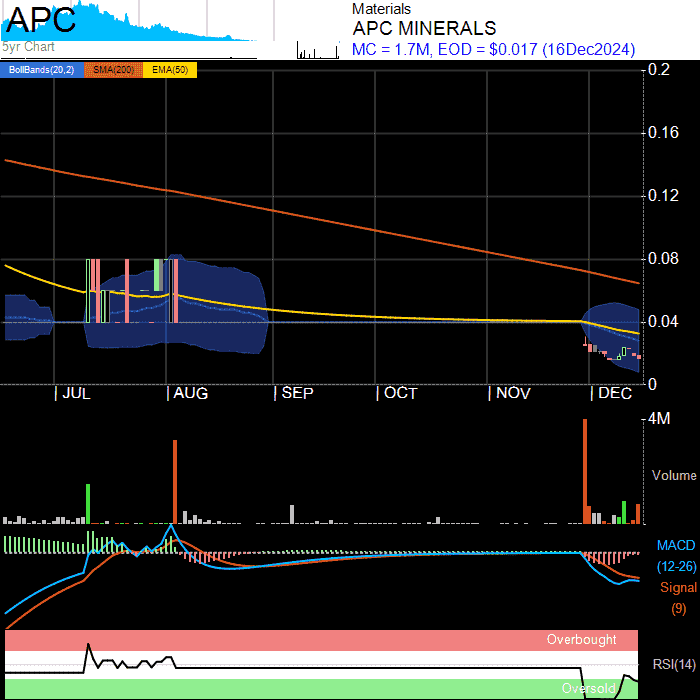 APC
5yr Chart
Materials
APC MINERALS
MC = 1.7M, EOD = $0.017 (16Dec2024)
BollBands(20,2) SMA(200) EMA(50)
0.2
0.16
0.12
0.08
0.04
0
JUL AUG SEP OCT NOV DEC
4M
Volume
MACD
(12-26)
Signal
(9)
Overbought
RSI(14)
Oversold